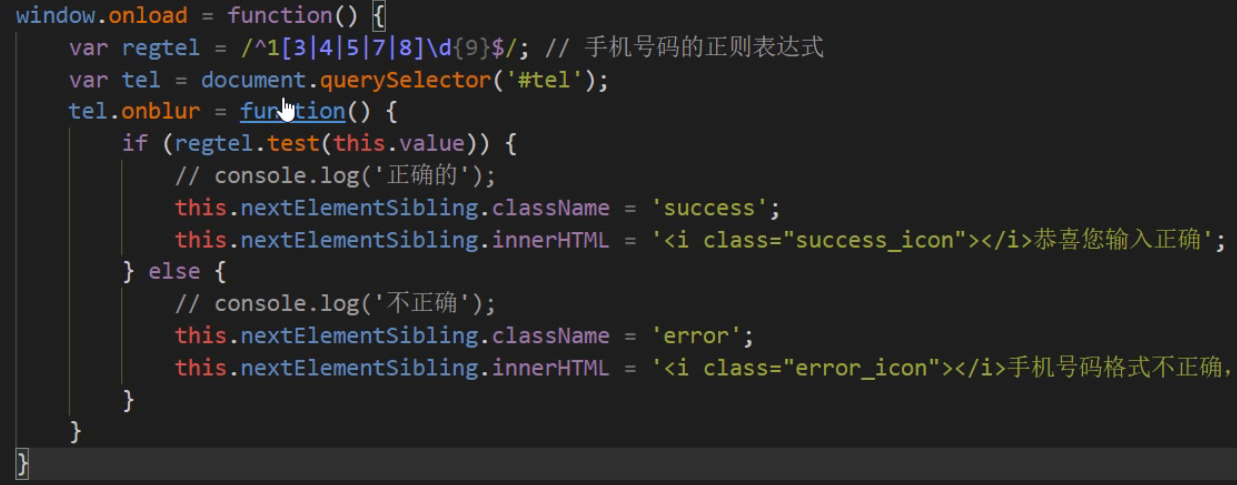 window.onload = function() {
var regtel = /^1[3|4|5|7|8]\d{9}$/; // 手机号码的正则表达式
var tel = document.querySelector('#tel');
tel.onblur = function() {
if (regtel.test(this.value)) {
// console.log('正确的');
this.nextElementSibling.className = 'success';
this.nextElementSibling.innerHTML = '<i class="success_icon"></i>恭喜您输入正确';
} else {
// console.log('不正确');
this.nextElementSibling.className = 'error';
this.nextElementSibling.innerHTML = '<i class="error_icon"></i>手机号码格式不正确,
}
}
}